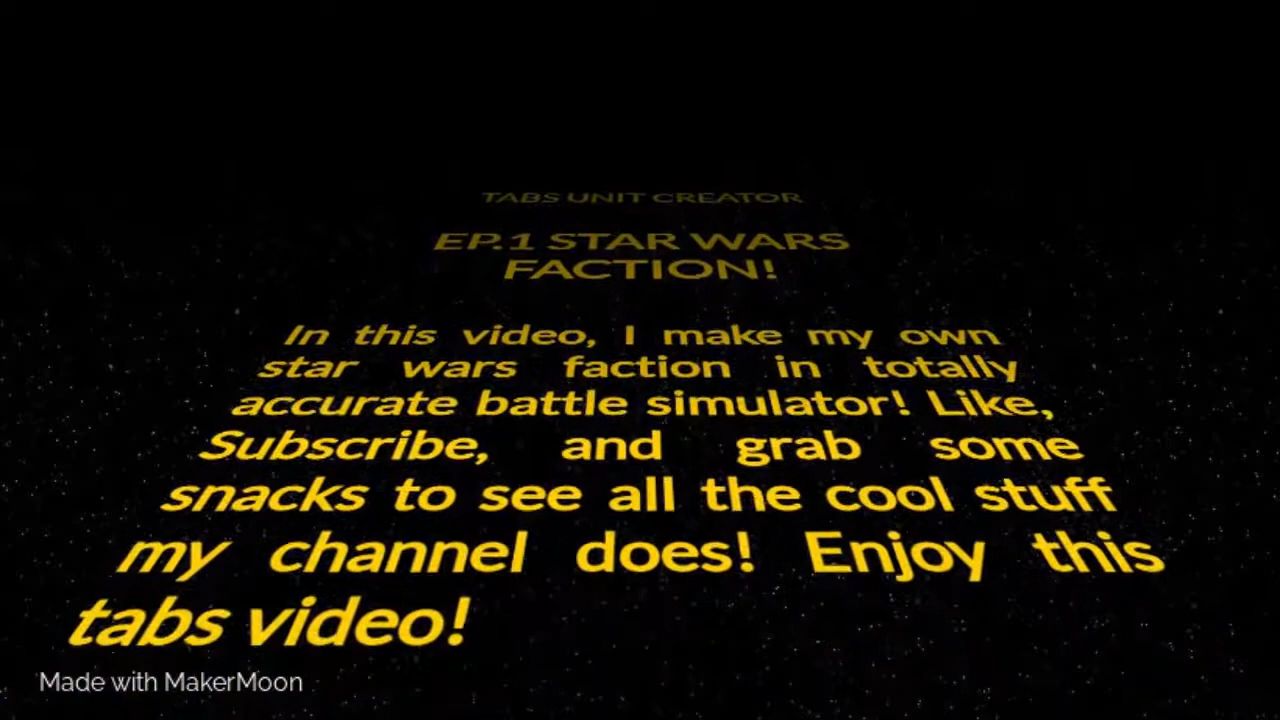 TABS UNIT CREATOR
EP.1 STAR WARS
FACTION!
In this video, I make my own
star wars faction in totally
accurate battle simulator! Like,
Subscribe, and grab some
snacks to see all the cool stuff
my channel does! Enjoy this
tabs video!
Made with MakerMoon